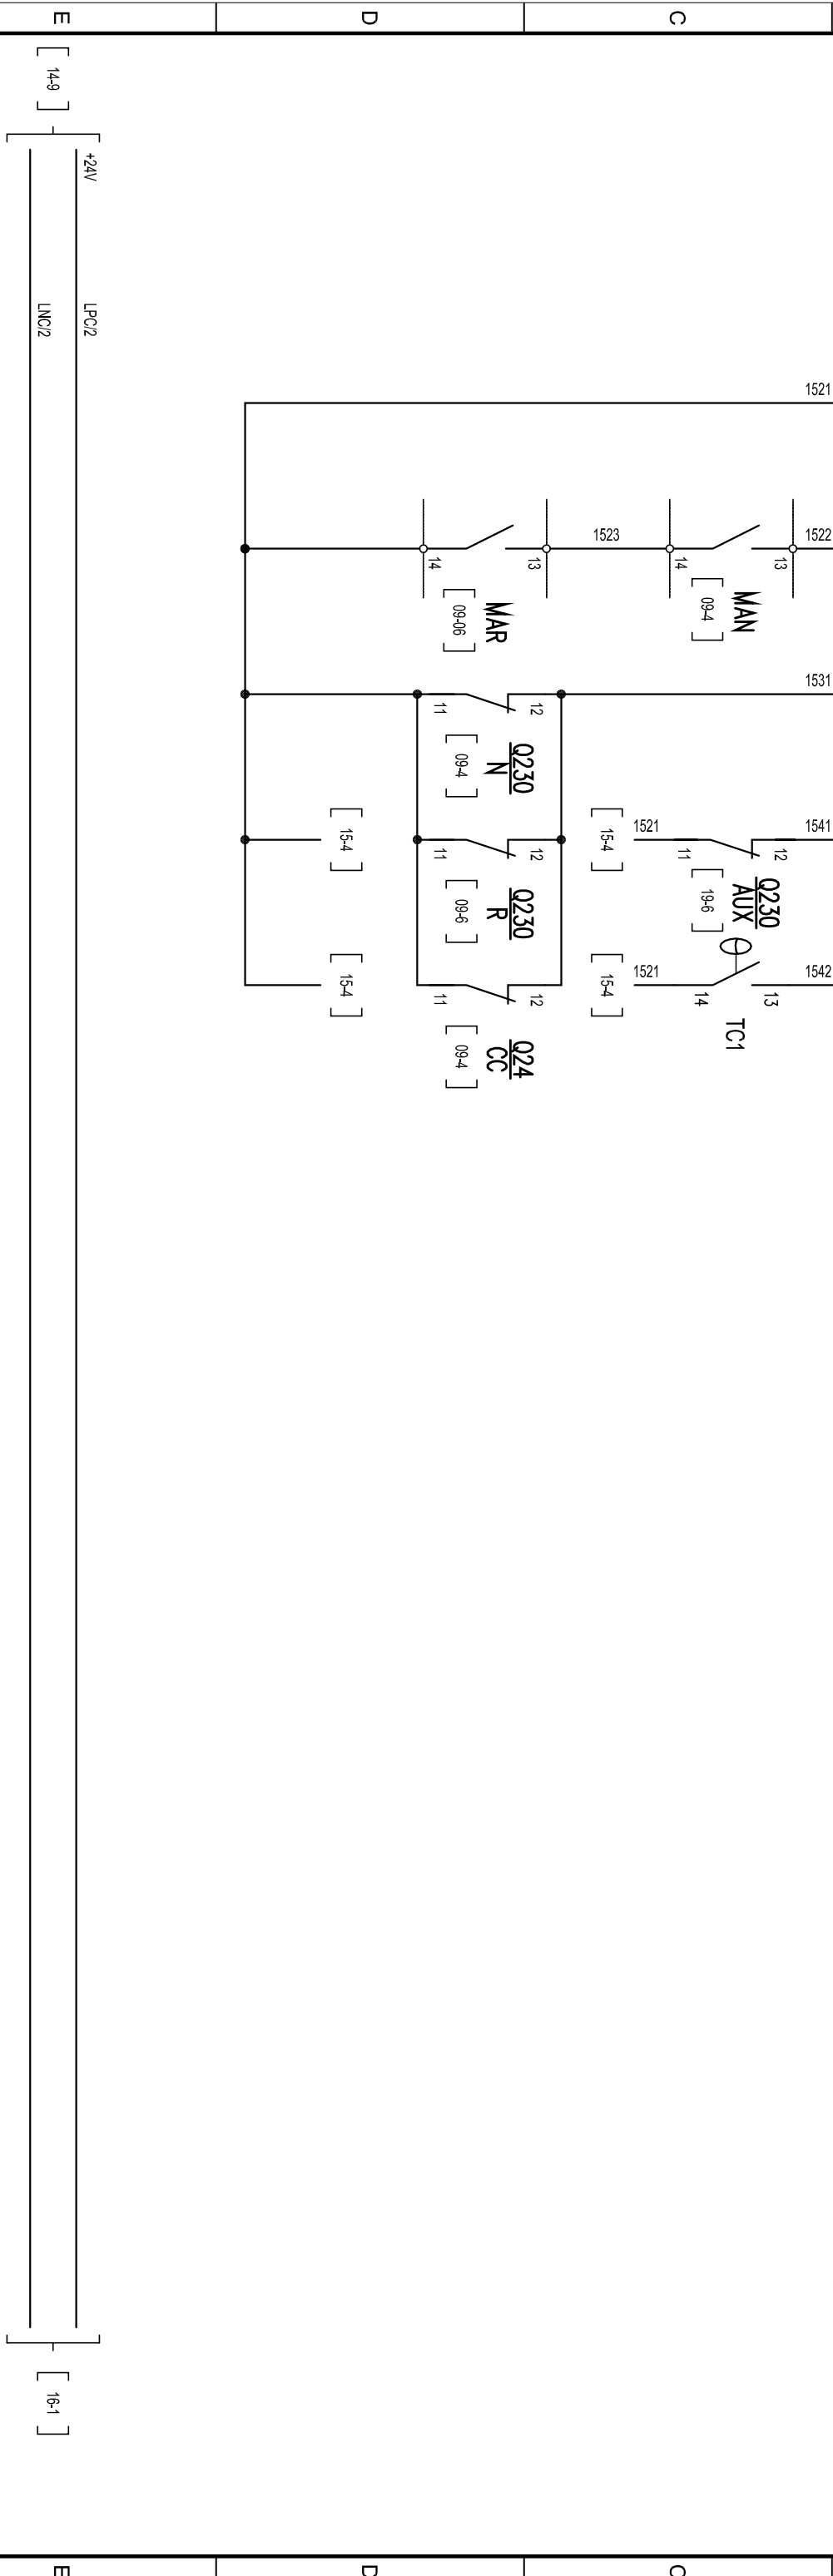 E
D
C
[ 14-9 ]
+24V
LPC/2
LNC/2
1521
1522
1523
13
14
MAN
[ 09-4 ]
13
14
MAR
[ 09-06 ]
1531
12
11
Q230
N
[ 09-4 ]
1541
12
11
1521
Q230
AUX
[ 19-6 ]
[ 15-4 ]
12
11
Q230
R
[ 09-6 ]
[ 15-4 ]
1542
13
14
1521
TC1
[ 15-4 ]
12
11
Q24
CC
[ 09-4 ]
[ 15-4 ]
[ 16-1 ]
E
D
C